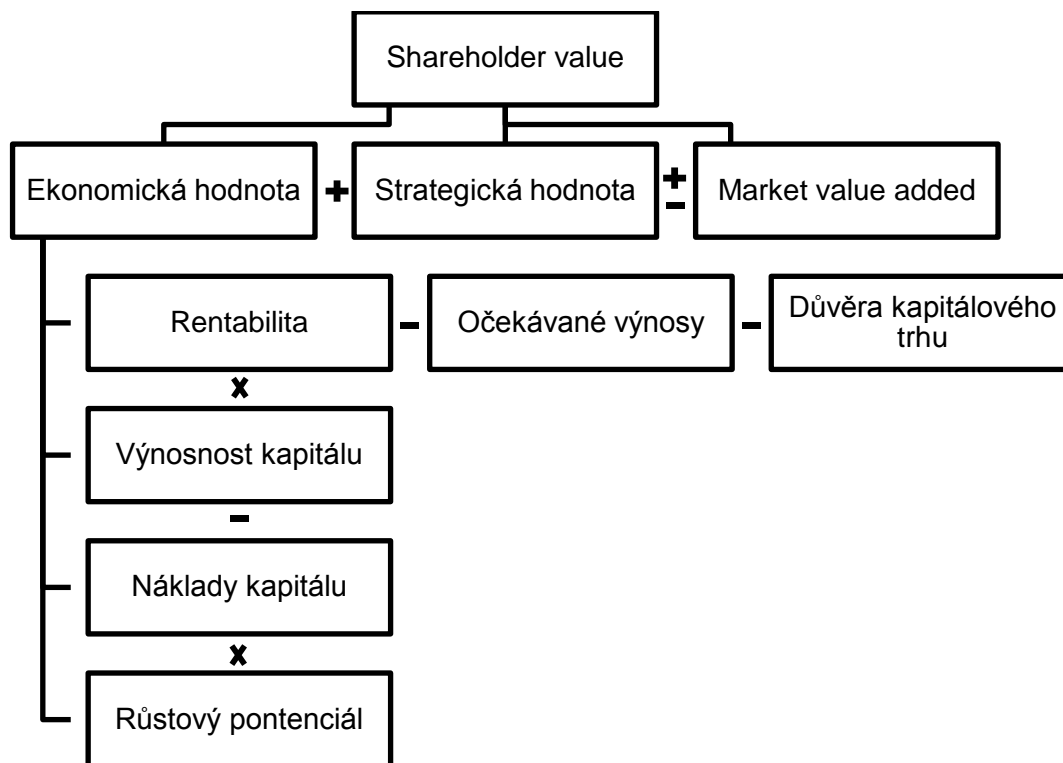 Shareholder value
Ekonomická hodnota + Strategická hodnota + - Market value added
Rentabilita - Očekávané výnosy - Důvěra kapitálového
trhu
x
Výnosnost kapitálu
-
Náklady kapitálu
x
Růstový pontenciál